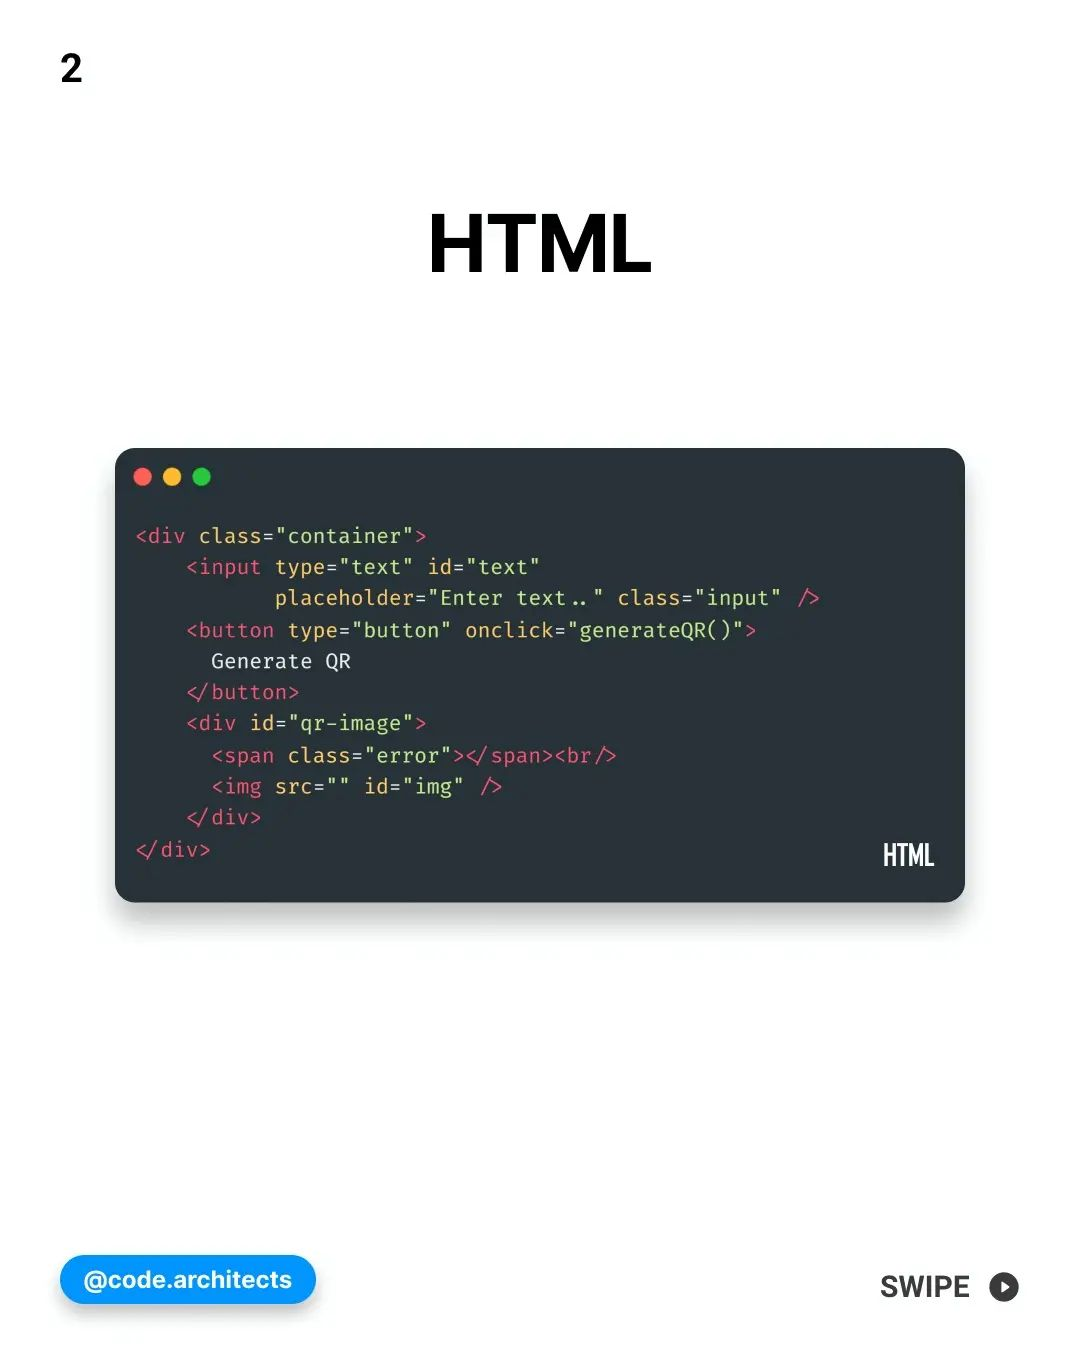 2
HTML
<div class="container">
    <input type="text" id="text"
           placeholder="Enter text.." class="input" />
    <button type="button" onclick="generateQR()">
      Generate QR
    </button>
    <div id="qr-image">
      <span class="error"></span><br/>
      <img src="" id="img" />
    </div>
</div>
HTML
@code.architects
SWIPE